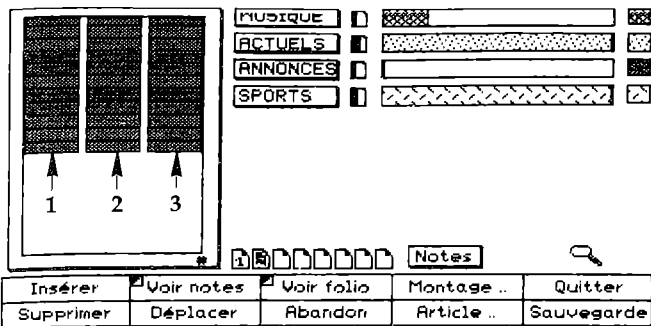 MUSIQUE
ACTUELS
ANNONCES
SPORTS
1 2 3
1
Notes
Insérer Voir notes Voir folio Montage .. Quitter
Supprimer Déplacer Abandon Article .. Sauvegarde